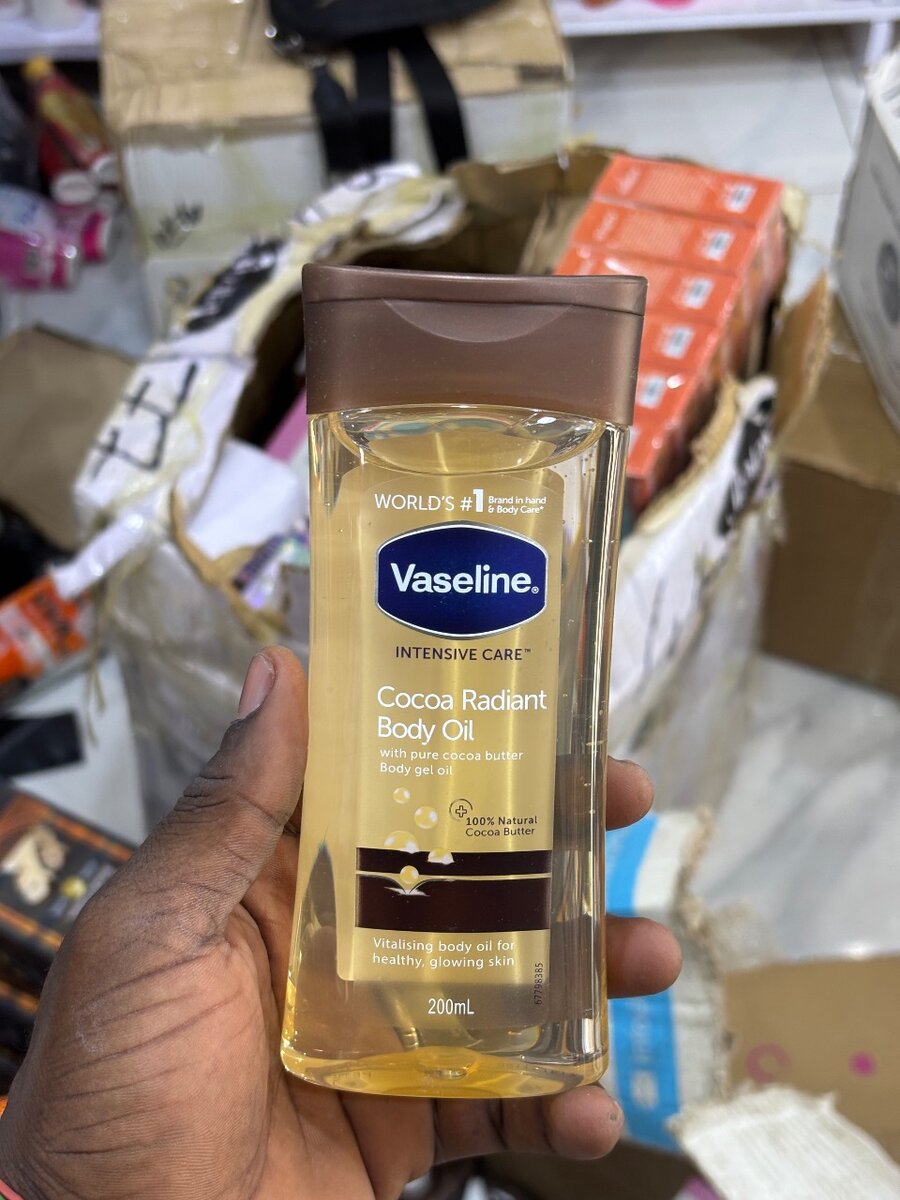 WORLD'S #1 Brand in hand
& Body Care*
Vaseline®
INTENSIVE CARE™
Cocoa Radiant
Body Oil
with pure cocoa butter
Body gel oil
100% Natural
Cocoa Butter
Vitalising body oil for
healthy, glowing skin
67798385
200mL